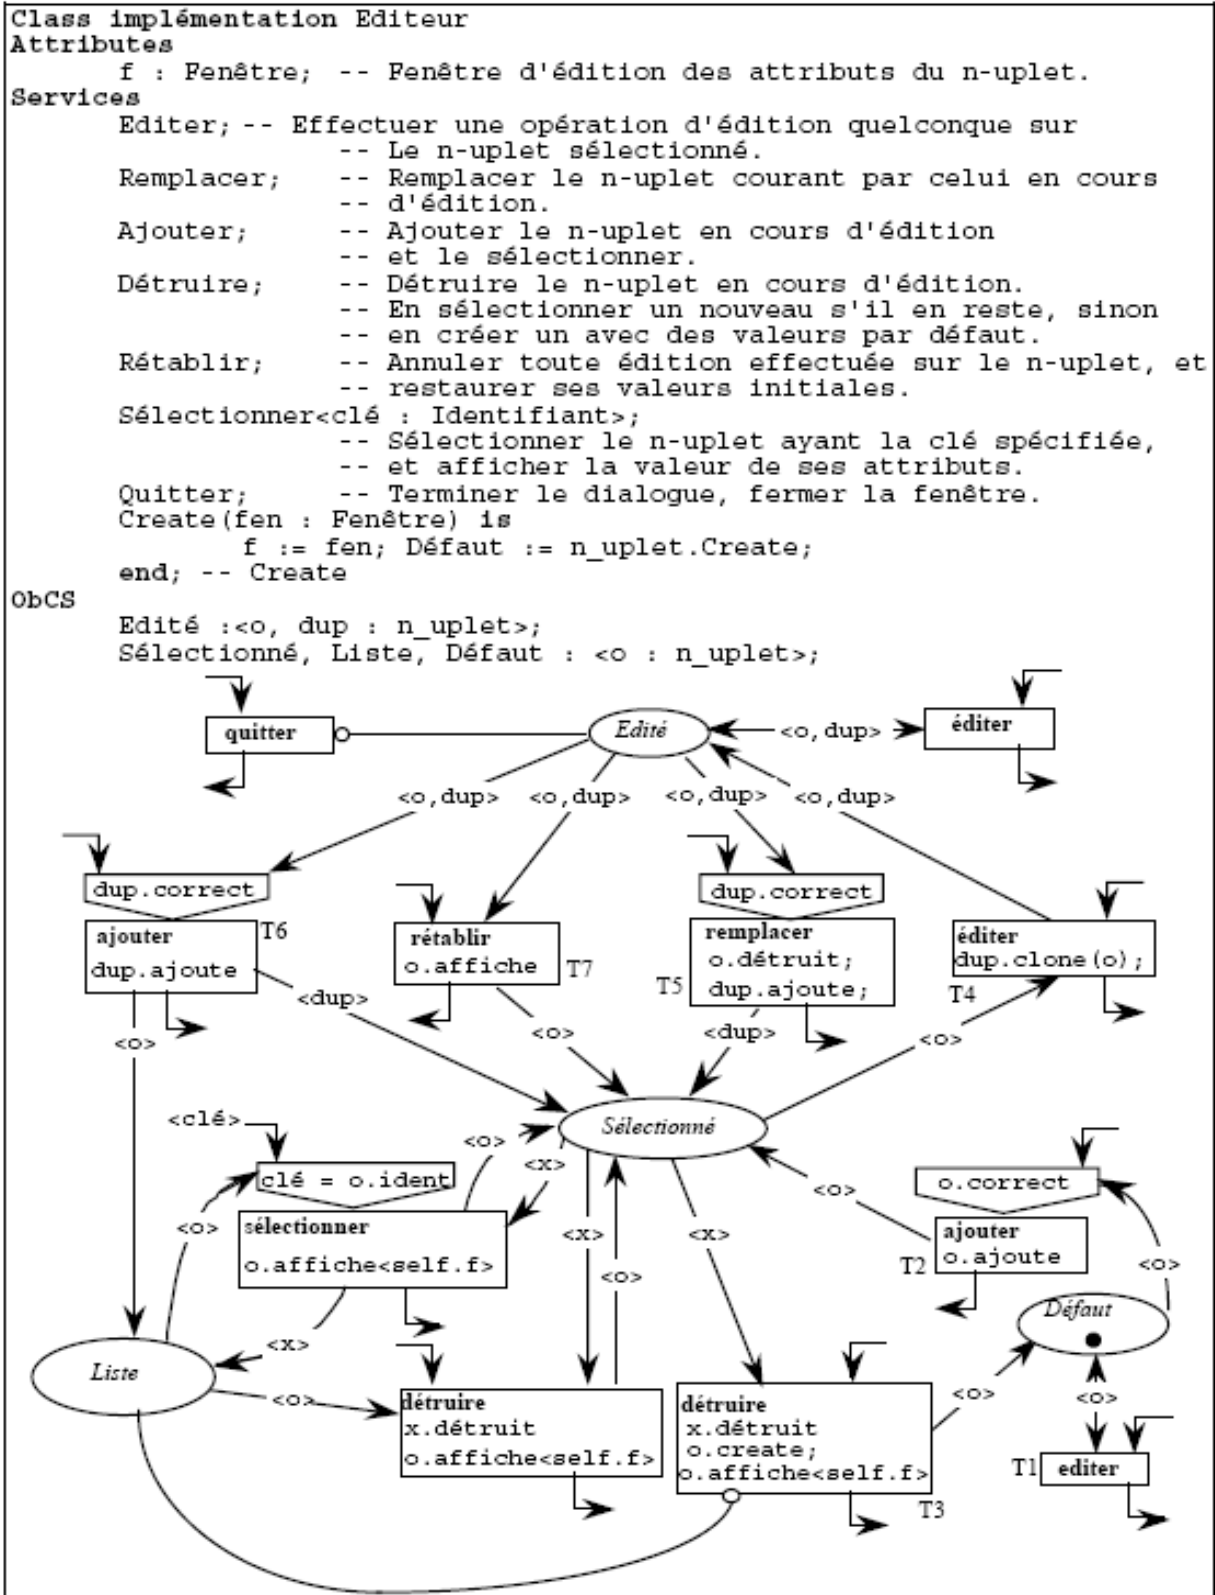 Class implémentation Editeur
Attributes
f : Fenêtre; -- Fenêtre d'édition des attributs du n-uplet.
Services
Editer; -- Effectuer une opération d'édition quelconque sur
-- Le n-uplet sélectionné.
Remplacer; -- Remplacer le n-uplet courant par celui en cours
-- d'édition.
Ajouter; -- Ajouter le n-uplet en cours d'édition
-- et le sélectionner.
Détruire; -- Détruire le n-uplet en cours d'édition.
-- En sélectionner un nouveau s'il en reste, sinon
-- en créer un avec des valeurs par défaut.
Rétablir; -- Annuler toute édition effectuée sur le n-uplet, et
-- restaurer ses valeurs initiales.
Sélectionner<clé : Identifiant>;
-- Sélectionner le n-uplet ayant la clé spécifiée,
-- et afficher la valeur de ses attributs.
Quitter; -- Terminer le dialogue, fermer la fenêtre.
Create(fen : Fenêtre) is
f := fen; Défaut := n_uplet.Create;
end; -- Create
ObCS
Edité :<o, dup : n_uplet>;
Sélectionné, Liste, Défaut : <o : n_uplet>;
quitter
Edité
<o,dup>
éditer
<o,dup>
<o,dup>
<o,dup>
<o,dup>
dup.correct
ajouter
dup.ajoute
T6
rétablir
o.affiche
T7
dup.correct
remplacer
o.détruit;
dup.ajoute;
T5
éditer
dup.clone(o);
T4
<dup>
<o>
<o>
<dup>
<o>
<clé>
Sélectionné
clé = o.ident
sélectionner
o.affiche<self.f>
<o>
<x>
<o>
<x>
<x>
<o>
<x>
<o>
o.correct
ajouter
o.ajoute
T2
<o>
Défaut
Liste
<o>
détruire
x.détruit
o.affiche<self.f>
détruire
x.détruit
o.create;
o.affiche<self.f>
T3
<o>
<o>
T1
editer